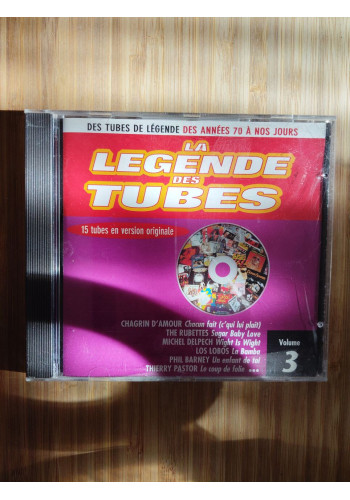 DES TUBES DE LÉGENDE DES ANNÉES 70 À NOS JOURS
LA
LEGENDE
DES
TUBES
15 tubes en version originale
CHAGRIN D'AMOUR Chacun fait (c'qui lui plaît)
THE RUBETTES Sugar Baby Love
MICHEL DELPECH Wight Is Wight
LOS LOBOS La Bamba
PHIL BARNEY Un enfant de toi
THIERRY PASTOR Le coup de folie ...
Volume
3